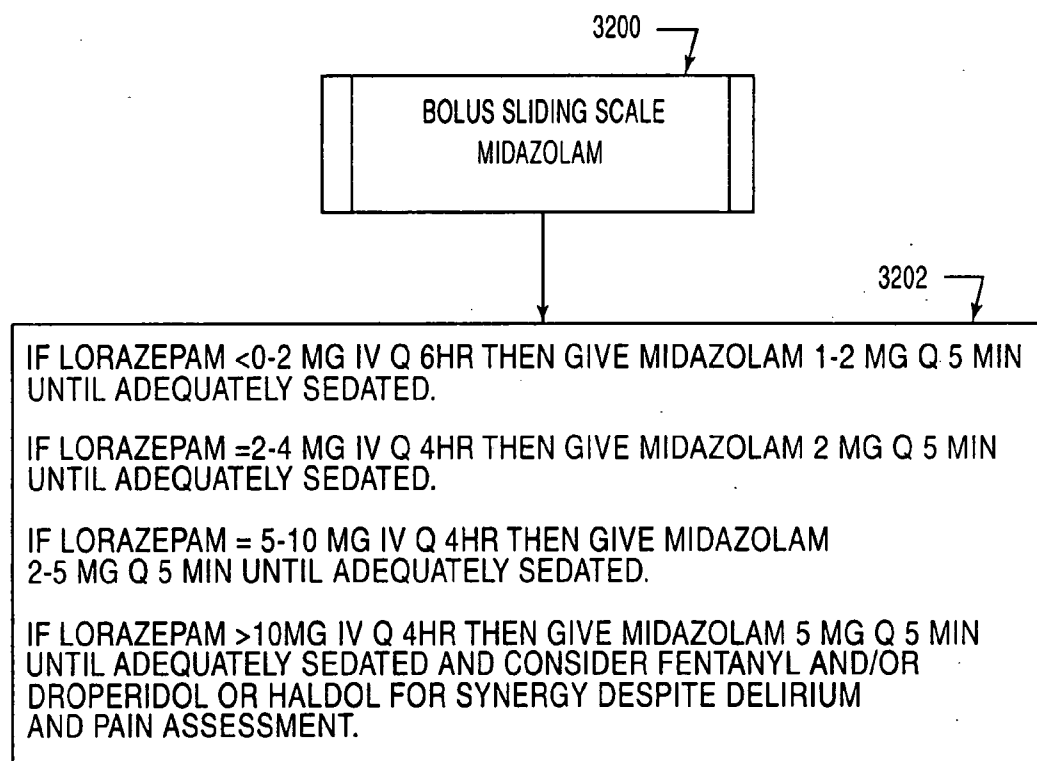 3200
BOLUS SLIDING SCALE
MIDAZOLAM
3202
IF LORAZEPAM <0-2 MG IV Q 6HR THEN GIVE MIDAZOLAM 1-2 MG Q 5 MIN
UNTIL ADEQUATELY SEDATED.
IF LORAZEPAM =2-4 MG IV Q 4HR THEN GIVE MIDAZOLAM 2 MG Q 5 MIN
UNTIL ADEQUATELY SEDATED.
IF LORAZEPAM = 5-10 MG IV Q 4HR THEN GIVE MIDAZOLAM
2-5 MG Q 5 MIN UNTIL ADEQUATELY SEDATED.
IF LORAZEPAM >10MG IV Q 4HR THEN GIVE MIDAZOLAM 5 MG Q 5 MIN
UNTIL ADEQUATELY SEDATED AND CONSIDER FENTANYL AND/OR
DROPERIDOL OR HALDOL FOR SYNERGY DESPITE DELIRIUM
AND PAIN ASSESSMENT.